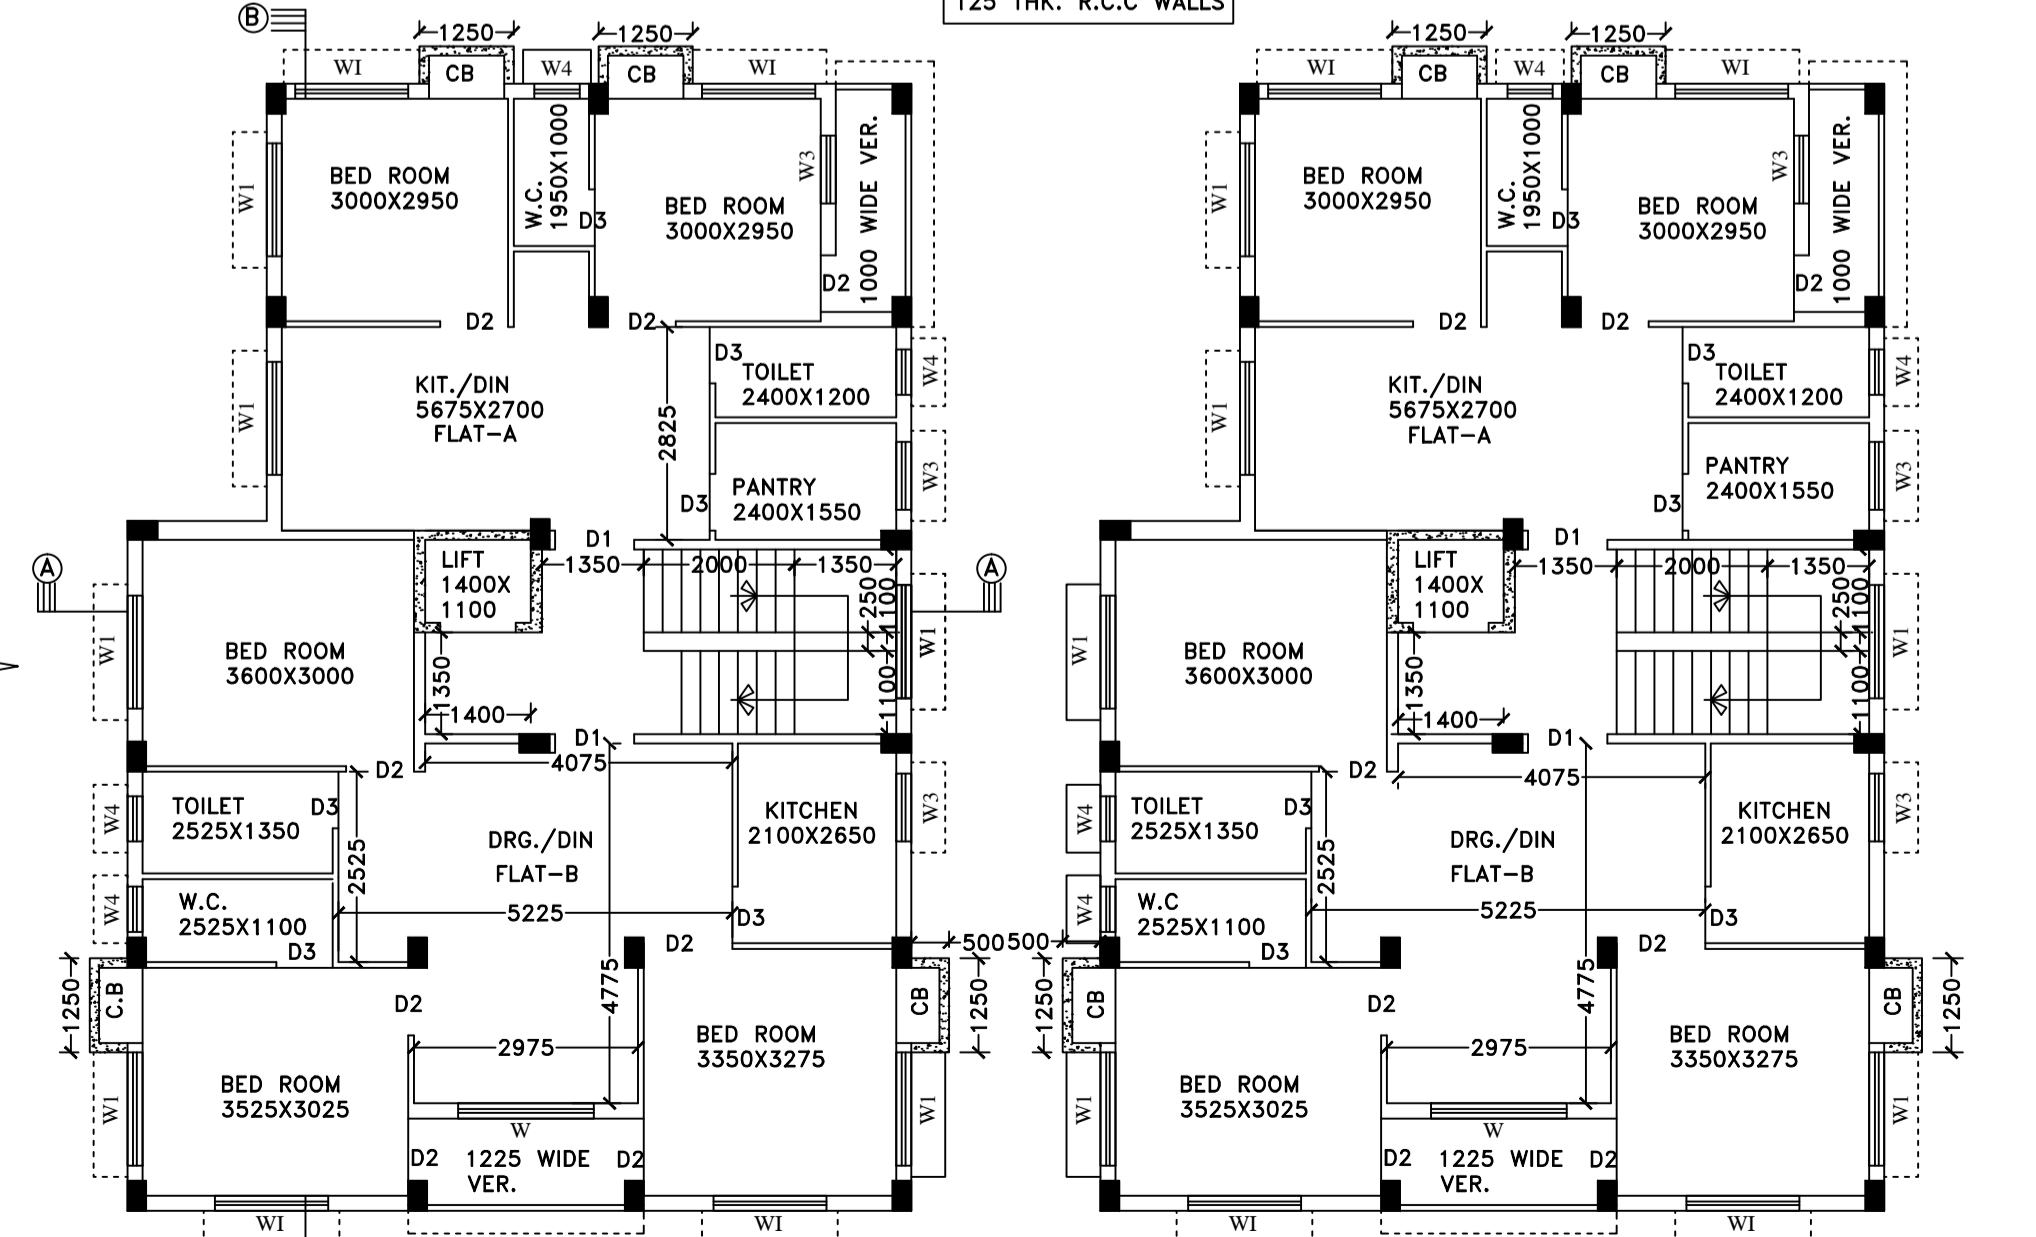 125 THK. R.C.C WALLS
B
1250
1250
WI
CB
W4
CB
WI
W1
BED ROOM
3000X2950
W.C.
1950X1000
D3
BED ROOM
3000X2950
W3
1000 WIDE VER.
D2
D2
D2
W1
KIT./DIN
5675X2700
FLAT-A
2825
D3
TOILET
2400X1200
W4
D3
PANTRY
2400X1550
W3
A
D1
LIFT
1400X
1100
1350
2000
1350
250
1100
A
W1
BED ROOM
3600X3000
1350
1400
1100
W1
D1
4075
D2
W4
TOILET
2525X1350
D3
2525
DRG./DIN
FLAT-B
KITCHEN
2100X2650
W3
W4
W.C.
2525X1100
D3
5225
D3
D2
500
500
1250
C.B
D2
4775
CB
1250
2975
BED ROOM
3350X3275
W1
BED ROOM
3525X3025
W
W1
D2
1225 WIDE
VER.
D2
WI
WI
1250
1250
WI
CB
W4
CB
WI
W1
BED ROOM
3000X2950
W.C.
1950X1000
D3
BED ROOM
3000X2950
W3
1000 WIDE VER.
D2
D2
D2
W1
KIT./DIN
5675X2700
FLAT-A
D3
TOILET
2400X1200
W4
D3
PANTRY
2400X1550
W3
D1
LIFT
1400X
1100
1350
2000
1350
250
1100
W1
BED ROOM
3600X3000
1350
1400
1100
W1
D1
4075
D2
W4
TOILET
2525X1350
D3
2525
DRG./DIN
FLAT-B
KITCHEN
2100X2650
W3
W4
W.C
2525X1100
D3
5225
D3
D2
1250
CB
D2
4775
CB
1250
2975
BED ROOM
3350X3275
W1
BED ROOM
3525X3025
W
W1
D2
1225 WIDE
VER.
D2
WI
WI